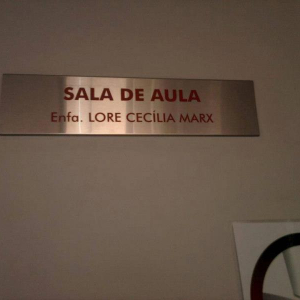 SALA DE AULA
Enfa. LORE CECÍLIA MARX